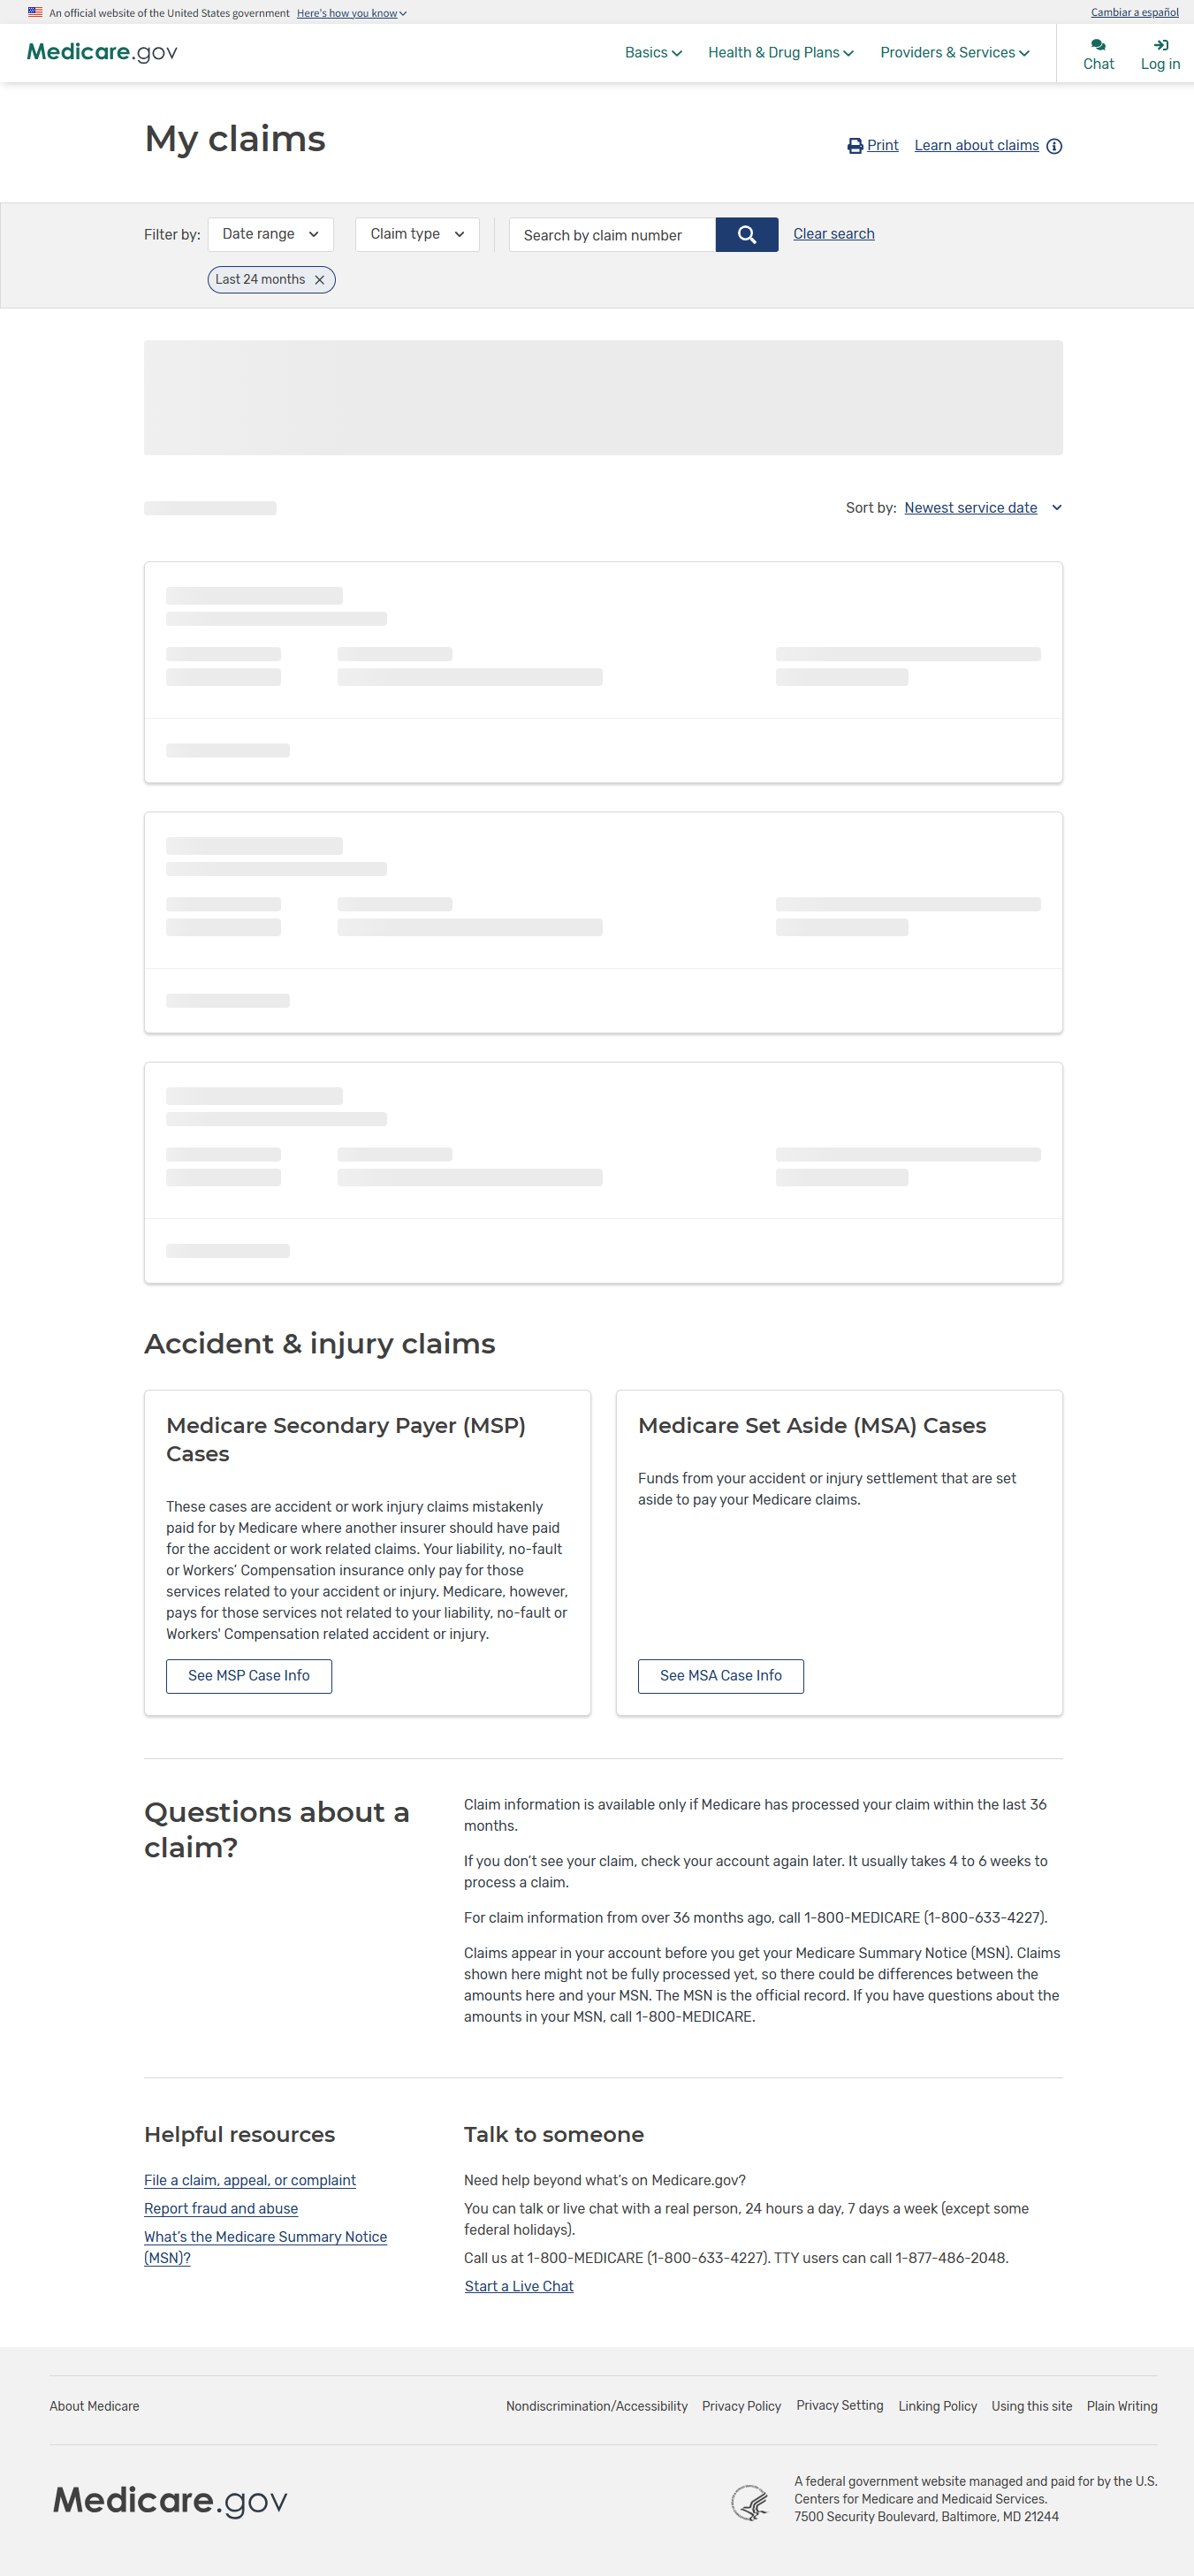 An official website of the United States government Here's how you know
Cambiar a español
Medicare.gov
Basics
Health & Drug Plans
Providers & Services
Chat
Log in
My claims
Print
Learn about claims
Filter by:
Date range
Claim type
Search by claim number
Clear search
Last 24 months
Sort by: Newest service date
Accident & injury claims
Medicare Secondary Payer (MSP)
Cases
These cases are accident or work injury claims mistakenly
paid for by Medicare where another insurer should have paid
for the accident or work related claims. Your liability, no-fault
or Workers’ Compensation insurance only pay for those
services related to your accident or injury. Medicare, however,
pays for those services not related to your liability, no-fault or
Workers' Compensation related accident or injury.
See MSP Case Info
Medicare Set Aside (MSA) Cases
Funds from your accident or injury settlement that are set
aside to pay your Medicare claims.
See MSA Case Info
Questions about a
claim?
Claim information is available only if Medicare has processed your claim within the last 36
months.
If you don’t see your claim, check your account again later. It usually takes 4 to 6 weeks to
process a claim.
For claim information from over 36 months ago, call 1-800-MEDICARE (1-800-633-4227).
Claims appear in your account before you get your Medicare Summary Notice (MSN). Claims
shown here might not be fully processed yet, so there could be differences between the
amounts here and your MSN. The MSN is the official record. If you have questions about the
amounts in your MSN, call 1-800-MEDICARE.
Helpful resources
File a claim, appeal, or complaint
Report fraud and abuse
What’s the Medicare Summary Notice
(MSN)?
Talk to someone
Need help beyond what’s on Medicare.gov?
You can talk or live chat with a real person, 24 hours a day, 7 days a week (except some
federal holidays).
Call us at 1-800-MEDICARE (1-800-633-4227). TTY users can call 1-877-486-2048.
Start a Live Chat
About Medicare
Nondiscrimination/Accessibility
Privacy Policy
Privacy Setting
Linking Policy
Using this site
Plain Writing
Medicare.gov
A federal government website managed and paid for by the U.S.
Centers for Medicare and Medicaid Services.
7500 Security Boulevard, Baltimore, MD 21244